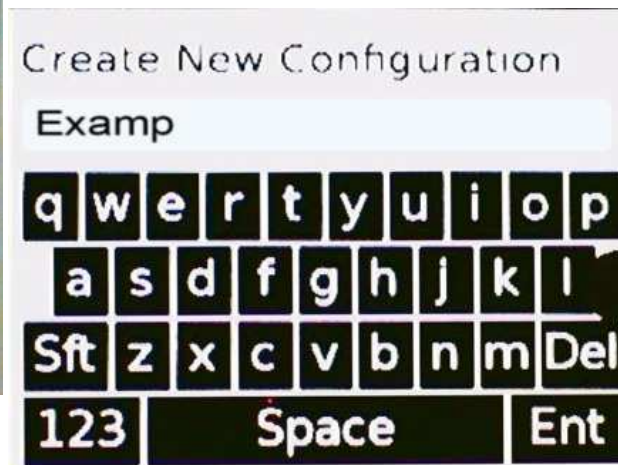 Create New Configuration
Examp
q w e r t y u i o p
a s d f g h j k l
Sft z x c v b n m Del
123 Space Ent